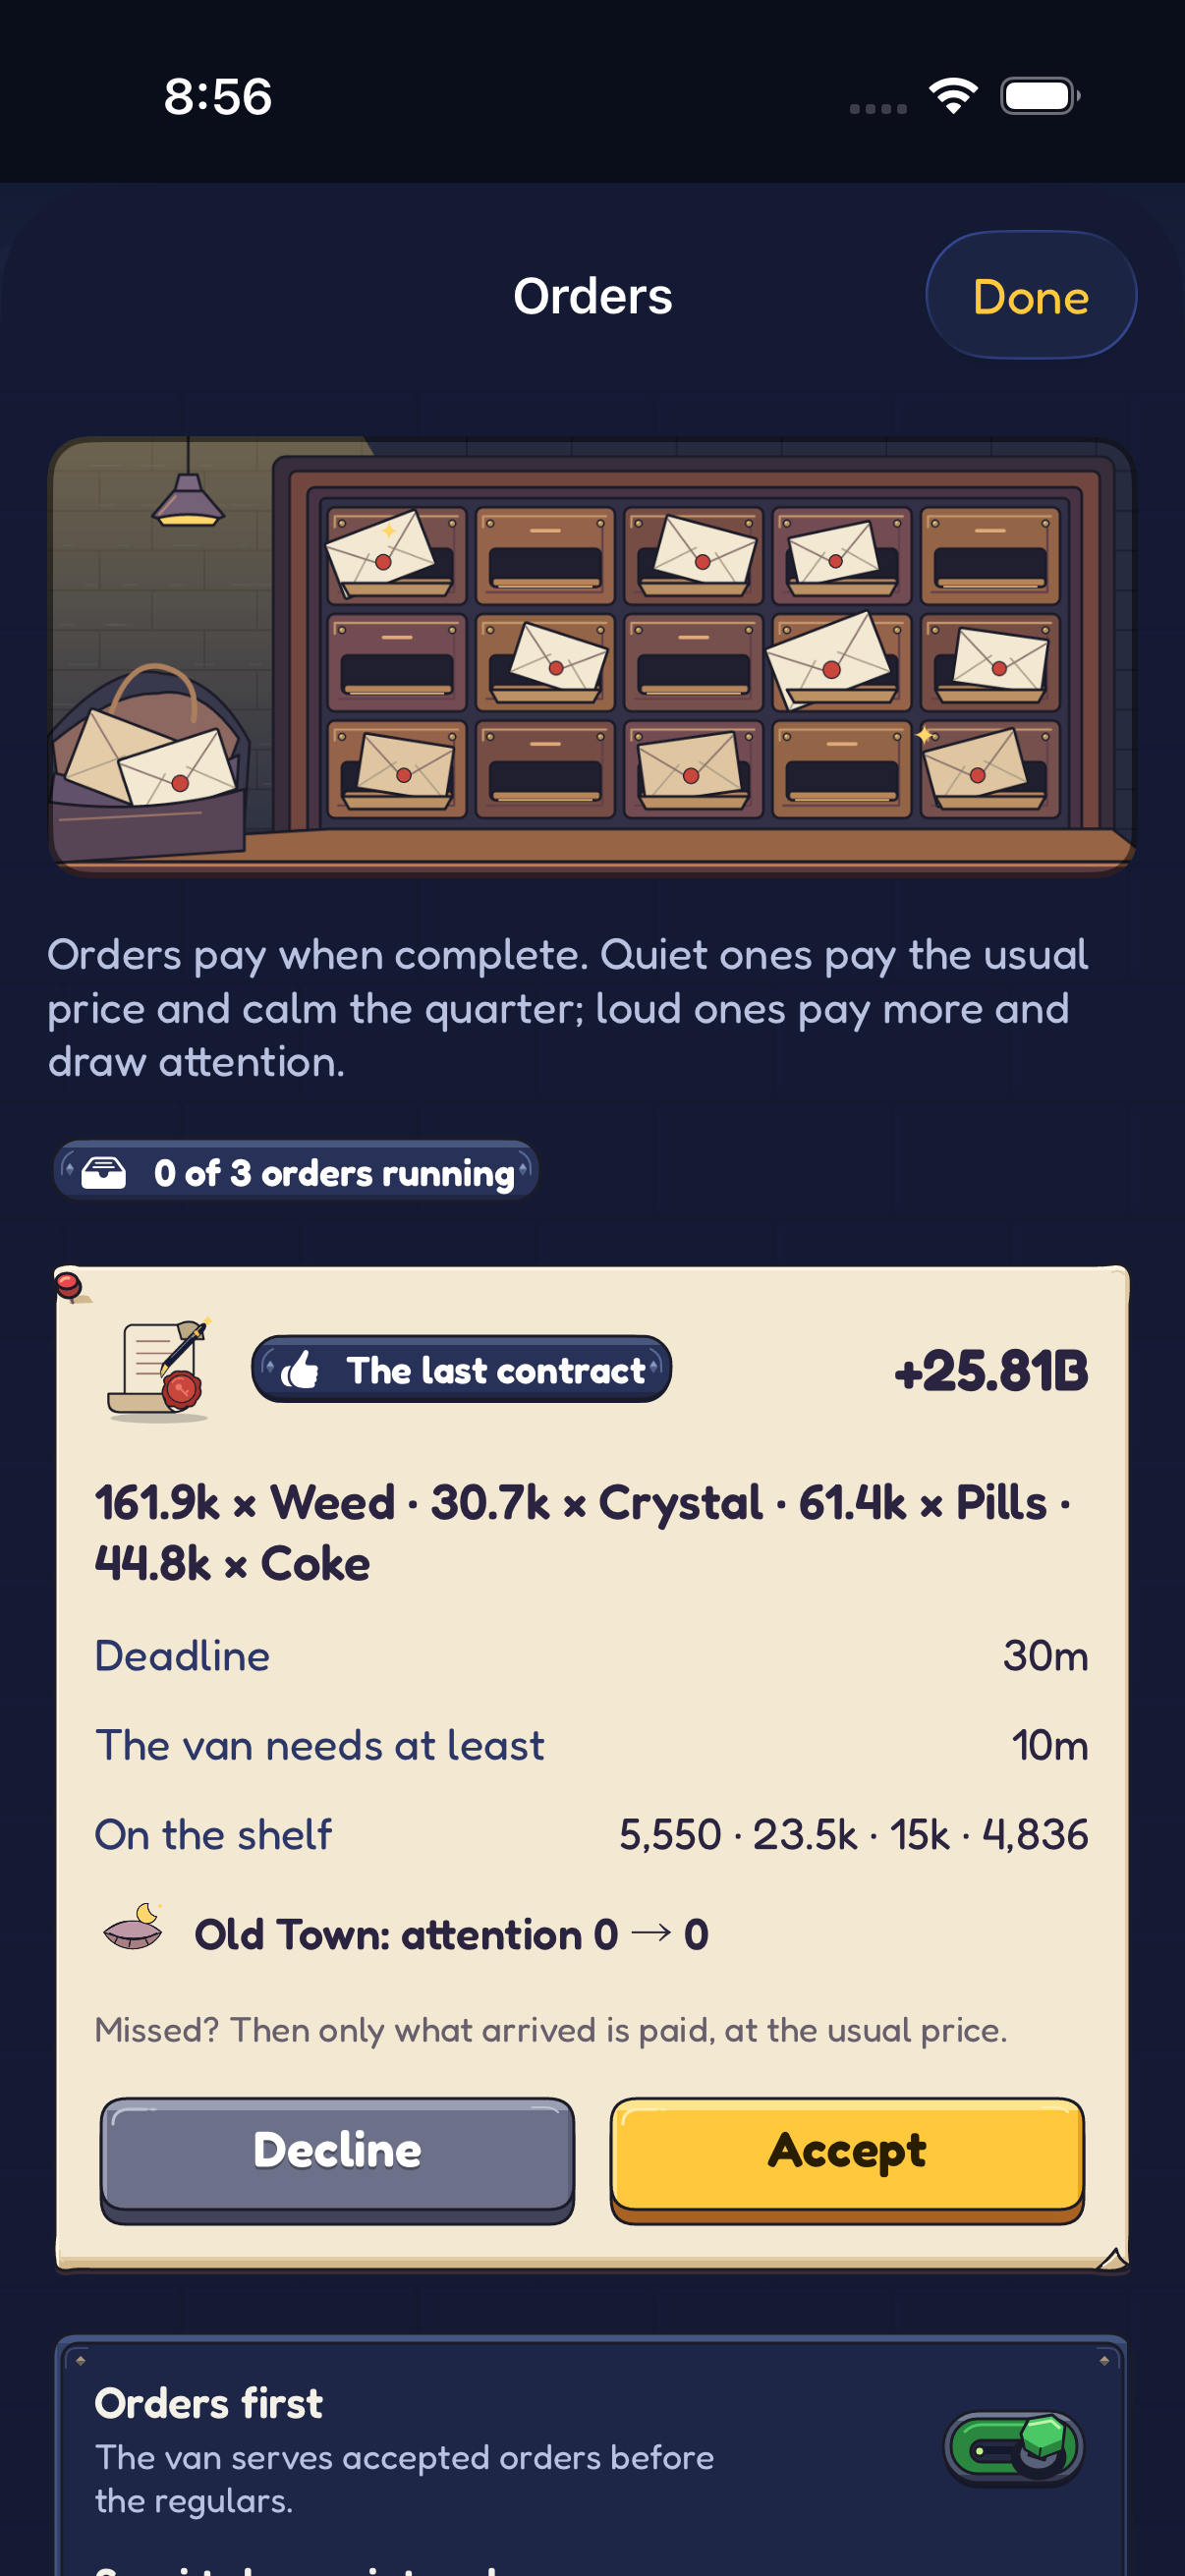 8:56
Orders
Done
Orders pay when complete. Quiet ones pay the usual
price and calm the quarter; loud ones pay more and
draw attention.
0 of 3 orders running
The last contract
+25.81B
161.9k × Weed · 30.7k × Crystal · 61.4k × Pills ·
44.8k × Coke
Deadline
30m
The van needs at least
10m
On the shelf
5,550 · 23.5k · 15k · 4,836
Old Town: attention 0 → 0
Missed? Then only what arrived is paid, at the usual price.
Decline
Accept
Orders first
The van serves accepted orders before
the regulars.